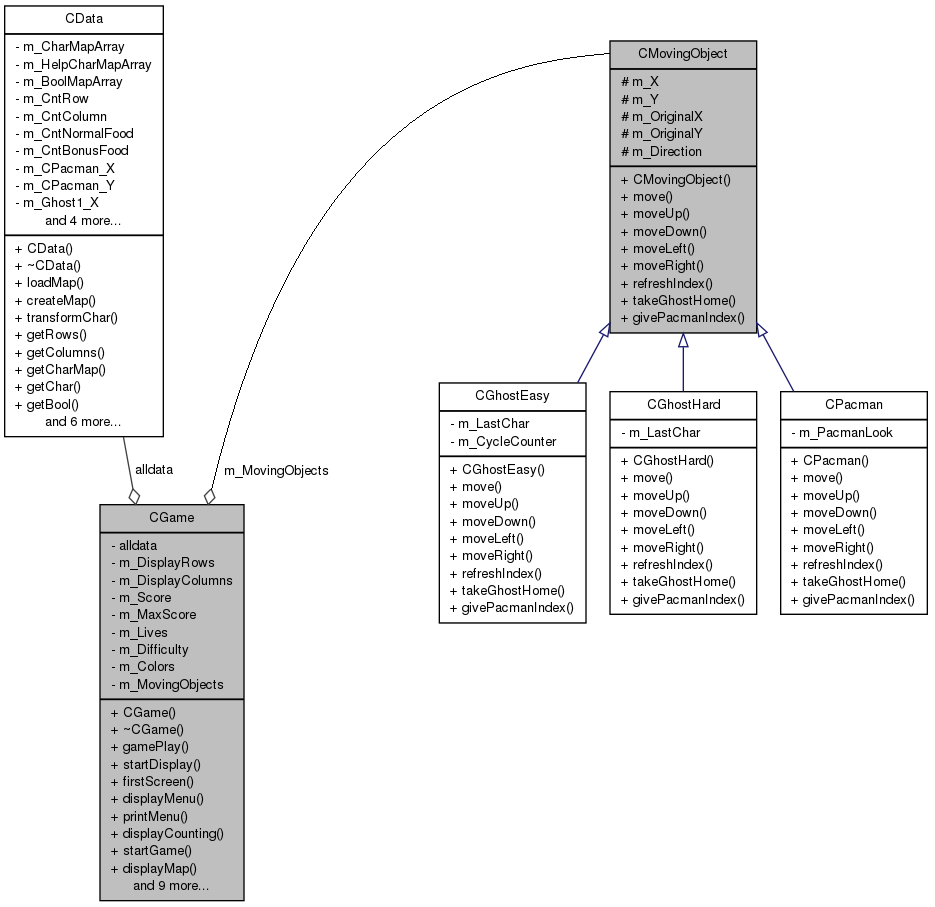 CData
- m_CharMapArray
- m_HelpCharMapArray
- m_BoolMapArray
- m_CntRow
- m_CntColumn
- m_CntNormalFood
- m_CntBonusFood
- m_CPacman_X
- m_CPacman_Y
- m_Ghost1_X
and 4 more...
+ CData()
+ ~CData()
+ loadMap()
+ createMap()
+ transformChar()
+ getRows()
+ getColumns()
+ getCharMap()
+ getChar()
+ getBool()
and 6 more...
CMovingObject
# m_X
# m_Y
# m_OriginalX
# m_OriginalY
# m_Direction
+ CMovingObject()
+ move()
+ moveUp()
+ moveDown()
+ moveLeft()
+ moveRight()
+ refreshIndex()
+ takeGhostHome()
+ givePacmanIndex()
CGhostEasy
- m_LastChar
- m_CycleCounter
+ CGhostEasy()
+ move()
+ moveUp()
+ moveDown()
+ moveLeft()
+ moveRight()
+ refreshIndex()
+ takeGhostHome()
+ givePacmanIndex()
CGhostHard
- m_LastChar
+ CGhostHard()
+ move()
+ moveUp()
+ moveDown()
+ moveLeft()
+ moveRight()
+ refreshIndex()
+ takeGhostHome()
+ givePacmanIndex()
CPacman
- m_PacmanLook
+ CPacman()
+ move()
+ moveUp()
+ moveDown()
+ moveLeft()
+ moveRight()
+ refreshIndex()
+ takeGhostHome()
+ givePacmanIndex()
alldata
m_MovingObjects
CGame
- alldata
- m_DisplayRows
- m_DisplayColumns
- m_Score
- m_MaxScore
- m_Lives
- m_Difficulty
- m_Colors
- m_MovingObjects
+ CGame()
+ ~CGame()
+ gamePlay()
+ startDisplay()
+ firstScreen()
+ displayMenu()
+ printMenu()
+ displayCounting()
+ startGame()
+ displayMap()
and 9 more...